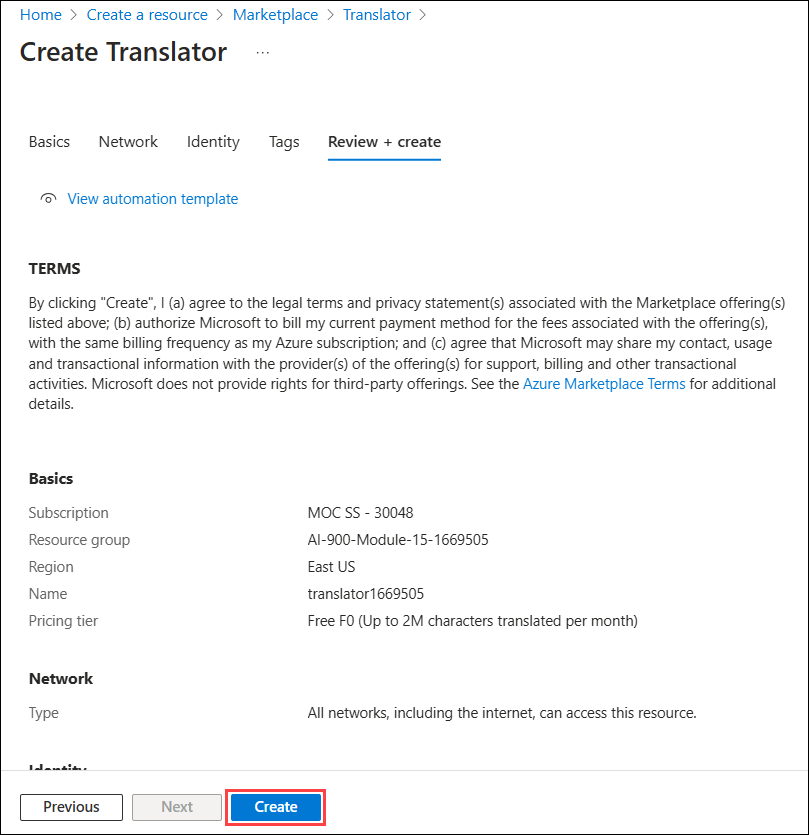 Home > Create a resource > Marketplace > Translator >
Create Translator ...
Basics Network Identity Tags Review + create
View automation template
TERMS
By clicking "Create", I (a) agree to the legal terms and privacy statement(s) associated with the Marketplace offering(s)
listed above; (b) authorize Microsoft to bill my current payment method for the fees associated with the offering(s),
with the same billing frequency as my Azure subscription; and (c) agree that Microsoft may share my contact, usage
and transactional information with the provider(s) of the offering(s) for support, billing and other transactional
activities. Microsoft does not provide rights for third-party offerings. See the Azure Marketplace Terms for additional
details.
Basics
Subscription MOC SS - 30048
Resource group AI-900-Module-15-1669505
Region East US
Name translator1669505
Pricing tier Free F0 (Up to 2M characters translated per month)
Network
Type All networks, including the internet, can access this resource.
Identity
Previous Next Create